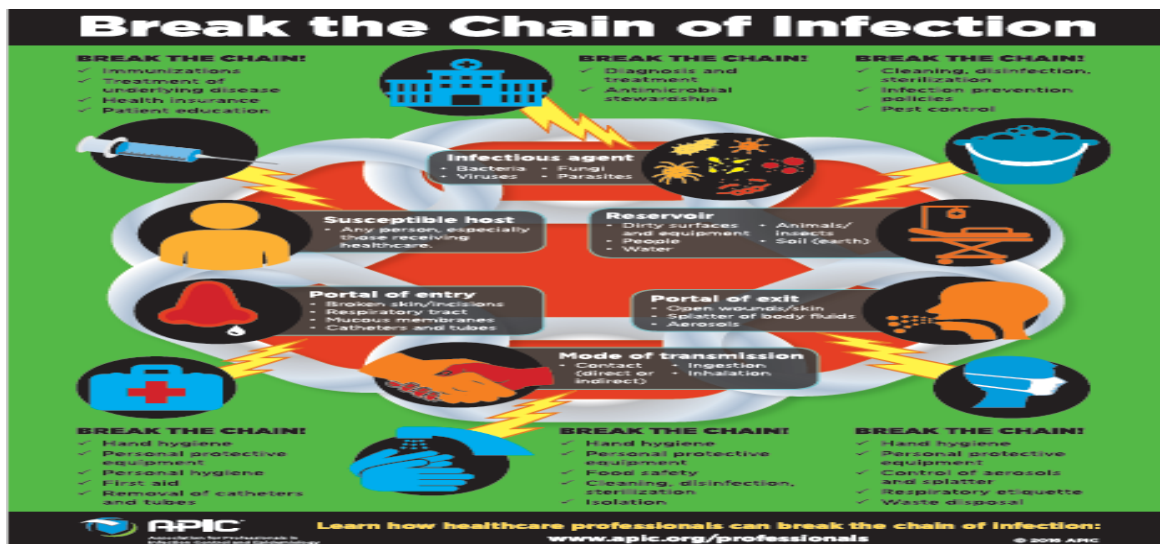 Break the Chain of Infection
BREAK THE CHAIN!
✓ Immunizations
✓ Treatment of
underlying disease
✓ Health insurance
✓ Patient education
BREAK THE CHAIN!
✓ Diagnosis and
treatment
✓ Antimicrobial
stewardship
BREAK THE CHAIN!
✓ Cleaning, disinfection,
sterilization
✓ Infection prevention
policies
✓ Pest control
Infectious agent
• Bacteria • Fungi
• Viruses • Parasites
Susceptible host
• Any person, especially
those receiving
healthcare.
Reservoir
• Dirty surfaces
and equipment
• People
• Water
• Animals/
insects
• Soil (earth)
Portal of entry
• Broken skin/incisions
• Respiratory tract
• Mucous membranes
• Catheters and tubes
Portal of exit
• Open wounds/skin
• Splatter of body fluids
• Aerosols
Mode of transmission
• Contact
(direct or
indirect)
• Ingestion
• Inhalation
BREAK THE CHAIN!
✓ Hand hygiene
✓ Personal protective
equipment
✓ Personal hygiene
✓ First aid
✓ Removal of catheters
and tubes
BREAK THE CHAIN!
✓ Hand hygiene
✓ Personal protective
equipment
✓ Food safety
✓ Cleaning, disinfection,
sterilization
✓ Isolation
BREAK THE CHAIN!
✓ Hand hygiene
✓ Personal protective
equipment
✓ Control of aerosols
and splatter
✓ Respiratory etiquette
✓ Waste disposal
APIC
Association for Professionals in
Infection Control and Epidemiology
Learn how healthcare professionals can break the chain of infection:
www.apic.org/professionals
© 2016 APIC